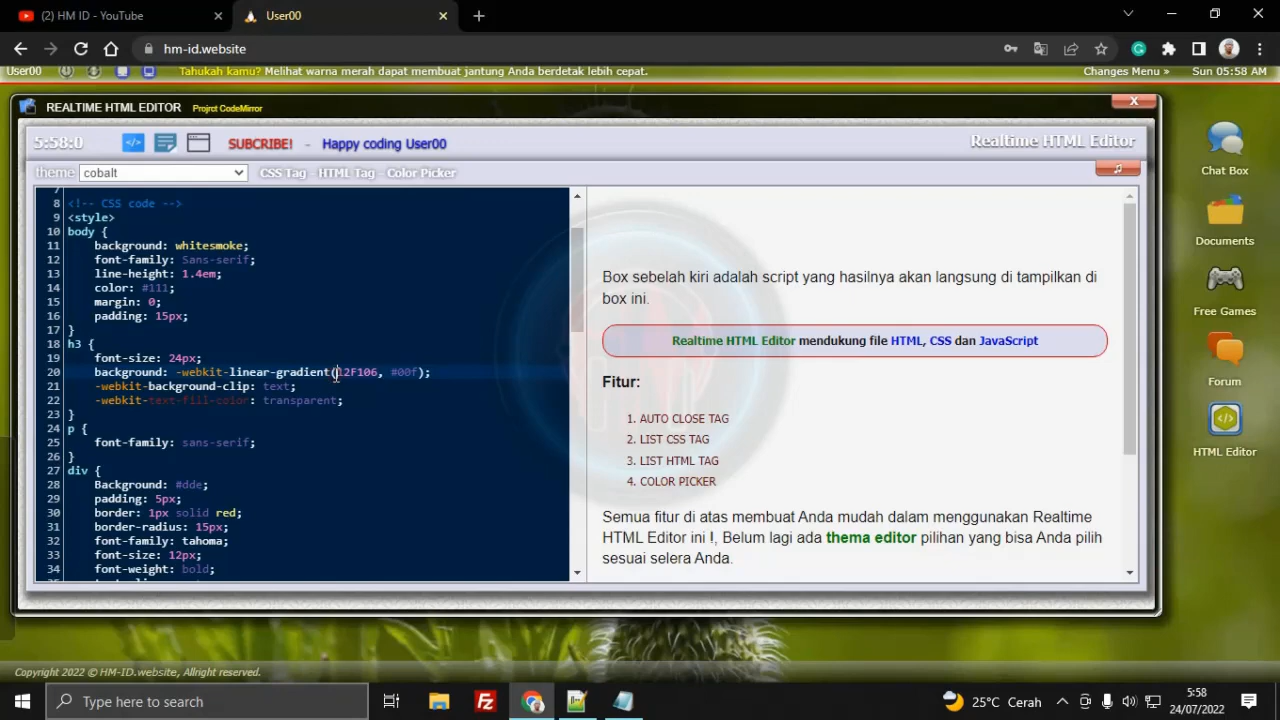 (2) HM ID - YouTube
User00
hm-id.website
User00
Tahukah kamu? Melihat warna merah dapat membuat jantung Anda berdetak lebih cepat.
Changes Menu »
Sun 05:58 AM
REALTIME HTML EDITOR Projrct CodeMirror
X
5:58:0
SUBCRIBE! - Happy coding User00
Realtime HTML Editor
theme cobalt
CSS Tag - HTML Tag - Color Picker
7
8 <!-- CSS code -->
9 <style>
10 body {
11 background: whitesmoke;
12 font-family: Sans-serif;
13 line-height: 1.4em;
14 color: #111;
15 margin: 0;
16 padding: 15px;
17 }
18 h3 {
19 font-size: 24px;
20 background: -webkit-linear-gradient(12F106, #00f);
21 -webkit-background-clip: text;
22 -webkit-text-fill-color: transparent;
23 }
24 p {
25 font-family: sans-serif;
26 }
27 div {
28 Background: #dde;
29 padding: 5px;
30 border: 1px solid red;
31 border-radius: 15px;
32 font-family: tahoma;
33 font-size: 12px;
34 font-weight: bold;
Box sebelah kiri adalah script yang hasilnya akan langsung di tampilkan di
box ini.
Realtime HTML Editor mendukung file HTML, CSS dan JavaScript
Fitur:
1. AUTO CLOSE TAG
2. LIST CSS TAG
3. LIST HTML TAG
4. COLOR PICKER
Semua fitur di atas membuat Anda mudah dalam menggunakan Realtime
HTML Editor ini !, Belum lagi ada thema editor pilihan yang bisa Anda pilih
sesuai selera Anda.
Chat Box
Documents
Free Games
Forum
HTML Editor
Copyright 2022 © HM-ID.website, Allright reserved.
Type here to search
25°C Cerah
5:58
24/07/2022